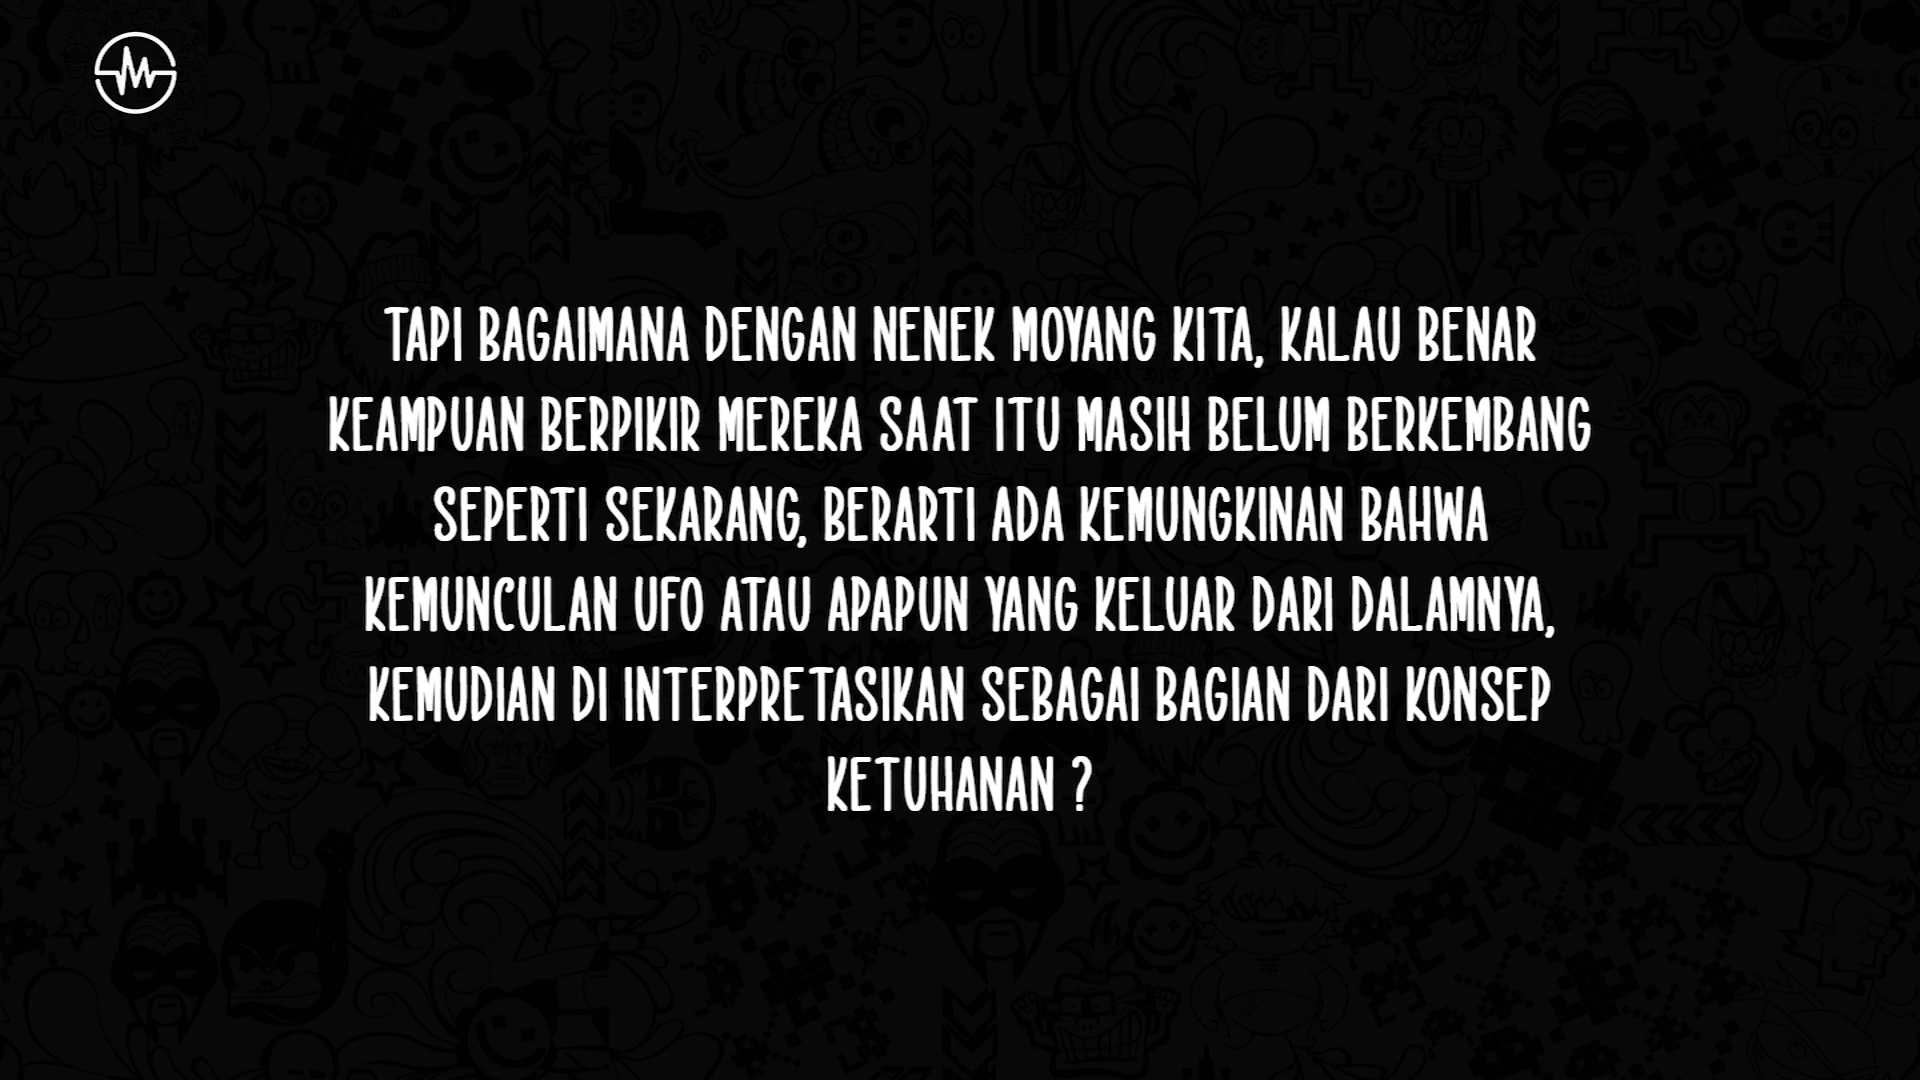 TAPI BAGAIMANA DENGAN NENEK MOYANG KITA, KALAU BENAR
KEAMPUAN BERPIKIR MEREKA SAAT ITU MASIH BELUM BERKEMBANG
SEPERTI SEKARANG, BERARTI ADA KEMUNGKINAN BAHWA
KEMUNCULAN UFO ATAU APAPUN YANG KELUAR DARI DALAMNYA,
KEMUDIAN DI INTERPRETASIKAN SEBAGAI BAGIAN DARI KONSEP
KETUHANAN ?